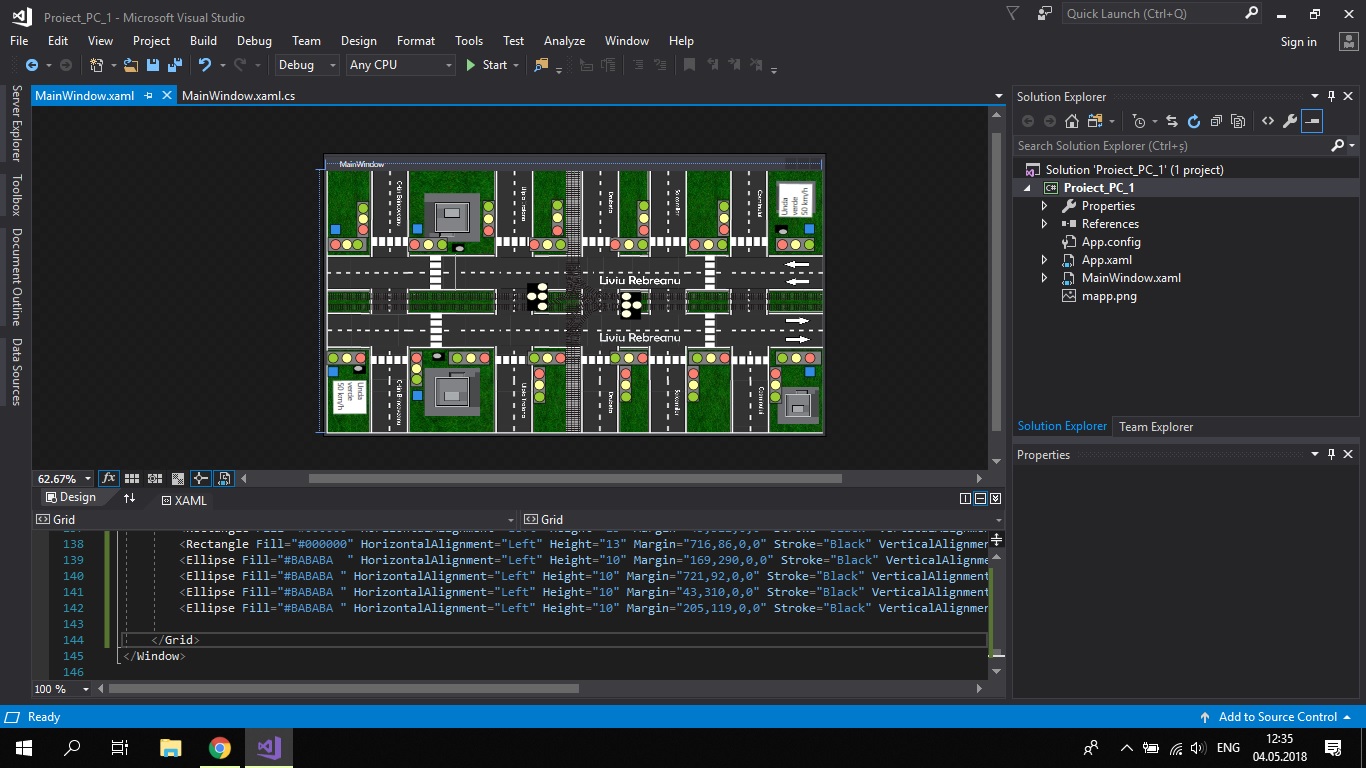 Proiect_PC_1 - Microsoft Visual Studio
Quick Launch (Ctrl+Q)
File Edit View Project Build Debug Team Design Format Tools Test Analyze Window Help
Sign in
Debug Any CPU Start
MainWindow.xaml MainWindow.xaml.cs
Server Explorer
Toolbox
Document Outline
Data Sources
MainWindow
Unda
verde
50 km/h
Liviu Rebreanu
Liviu Rebreanu
Unda
verde
50 km/h
62.67%
Design XAML
Grid Grid
138 <Rectangle Fill="#000000" HorizontalAlignment="Left" Height="13" Margin="716,86,0,0" Stroke="Black" VerticalAlignment
139 <Ellipse Fill="#BABABA  " HorizontalAlignment="Left" Height="10" Margin="169,290,0,0" Stroke="Black" VerticalAlignme
140 <Ellipse Fill="#BABABA " HorizontalAlignment="Left" Height="10" Margin="721,92,0,0" Stroke="Black" VerticalAlignment
141 <Ellipse Fill="#BABABA " HorizontalAlignment="Left" Height="10" Margin="43,310,0,0" Stroke="Black" VerticalAlignment
142 <Ellipse Fill="#BABABA " HorizontalAlignment="Left" Height="10" Margin="205,119,0,0" Stroke="Black" VerticalAlignmer
143
144 </Grid>
145 </Window>
146
100 %
Solution Explorer
Search Solution Explorer (Ctrl+ș)
Solution 'Proiect_PC_1' (1 project)
Proiect_PC_1
Properties
References
App.config
App.xaml
MainWindow.xaml
mapp.png
Solution Explorer Team Explorer
Properties
Ready
Add to Source Control
ENG
12:35
04.05.2018